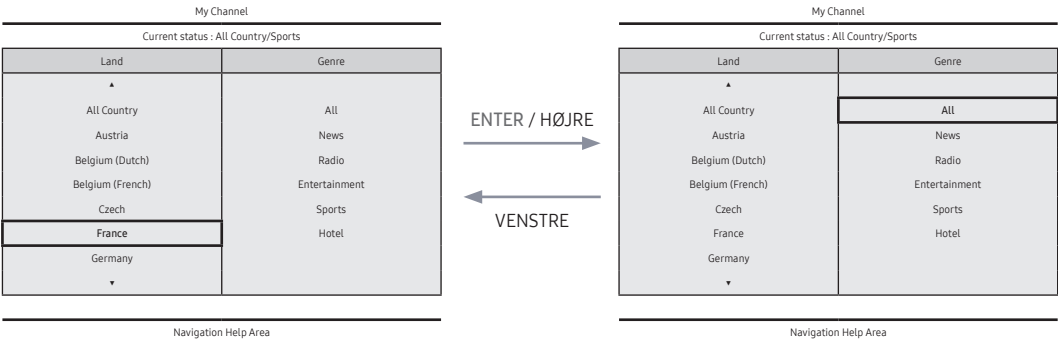 My Channel
Current status : All Country/Sports
Land Genre
▲
All Country All
Austria News
Belgium (Dutch) Radio
Belgium (French) Entertainment
Czech Sports
France Hotel
Germany
▼
Navigation Help Area
ENTER / HØJRE
VENSTRE
My Channel
Current status : All Country/Sports
Land Genre
▲
All Country All
Austria News
Belgium (Dutch) Radio
Belgium (French) Entertainment
Czech Sports
France Hotel
Germany
▼
Navigation Help Area